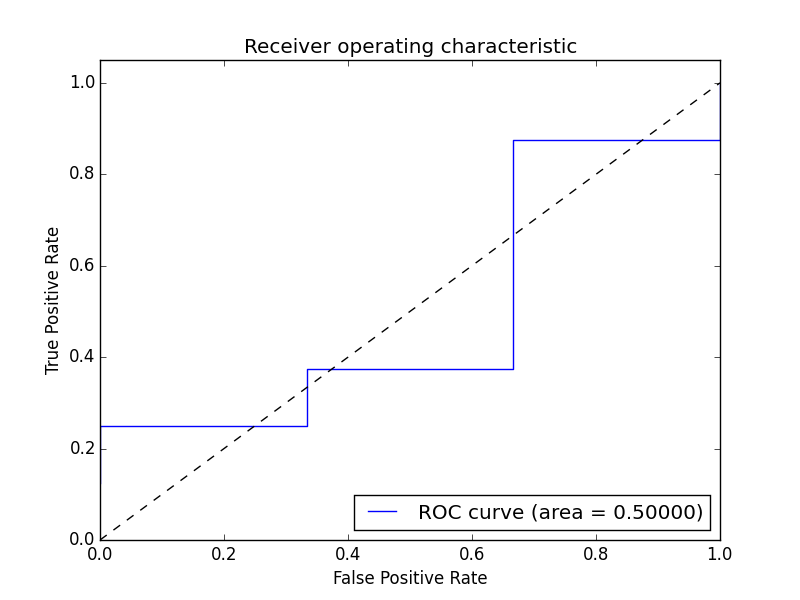 Receiver operating characteristic
1.0
0.8
0.6
0.4
0.2
0.0
True Positive Rate
ROC curve (area = 0.50000)
0.0 0.2 0.4 0.6 0.8 1.0
False Positive Rate